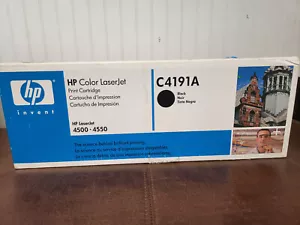 hp
invent
HP Color LaserJet
Print Cartridge
Cartouche d'Impression
Cartucho de Impresión
HP LaserJet
4500 • 4550
C4191A
Black
Noir